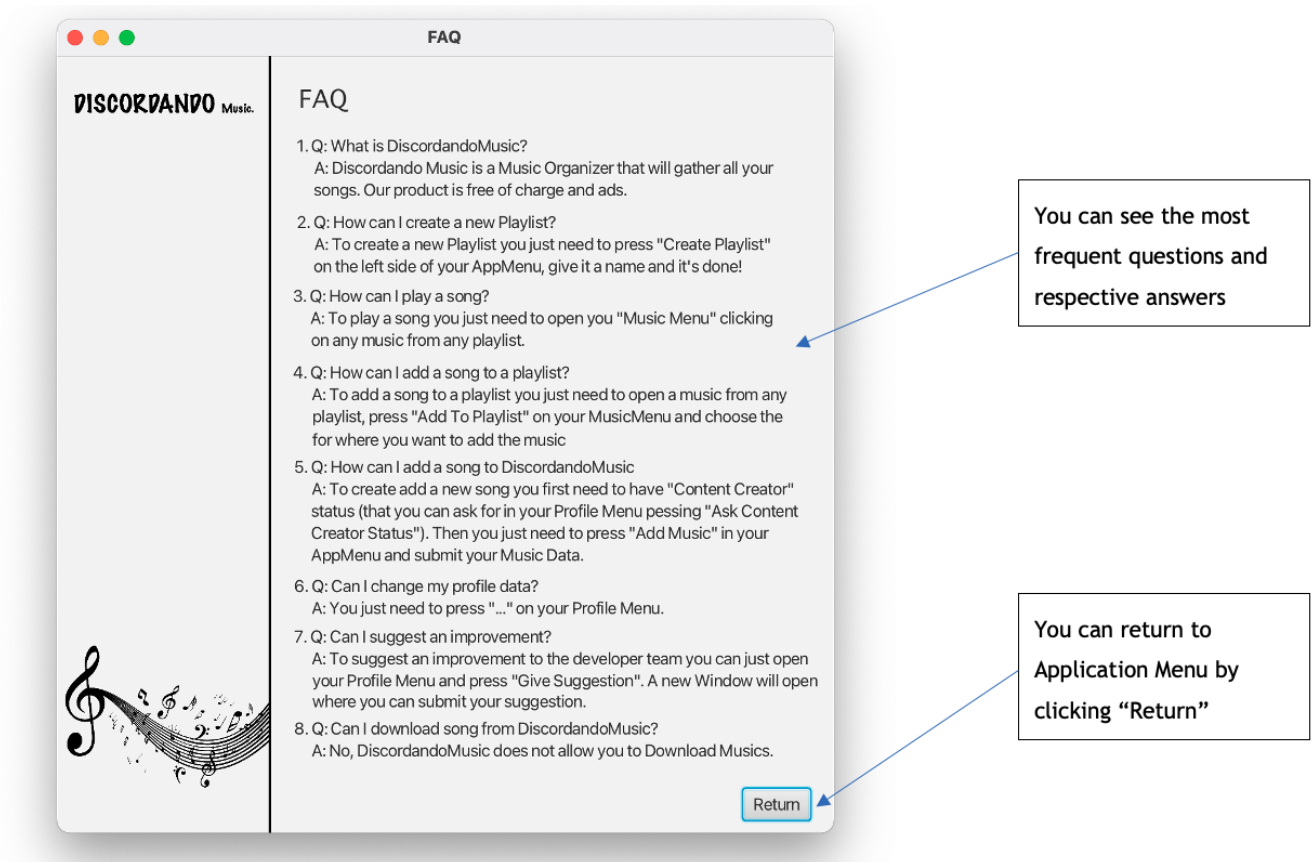 FAQ
DISCORDANDO Music.
FAQ
1. Q: What is DiscordandoMusic?
A: Discordando Music is a Music Organizer that will gather all your
songs. Our product is free of charge and ads.
2. Q: How can I create a new Playlist?
A: To create a new Playlist you just need to press "Create Playlist"
on the left side of your AppMenu, give it a name and it's done!
3. Q: How can I play a song?
A: To play a song you just need to open you "Music Menu" clicking
on any music from any playlist.
4. Q: How can I add a song to a playlist?
A: To add a song to a playlist you just need to open a music from any
playlist, press "Add To Playlist" on your MusicMenu and choose the
for where you want to add the music
5. Q: How can I add a song to DiscordandoMusic
A: To create add a new song you first need to have "Content Creator"
status (that you can ask for in your Profile Menu pessing "Ask Content
Creator Status"). Then you just need to press "Add Music" in your
AppMenu and submit your Music Data.
6. Q: Can I change my profile data?
A: You just need to press "..." on your Profile Menu.
7. Q: Can I suggest an improvement?
A: To suggest an improvement to the developer team you can just open
your Profile Menu and press "Give Suggestion". A new Window will open
where you can submit your suggestion.
8. Q: Can I download song from DiscordandoMusic?
A: No, DiscordandoMusic does not allow you to Download Musics.
Return
You can see the most
frequent questions and
respective answers
You can return to
Application Menu by
clicking “Return”